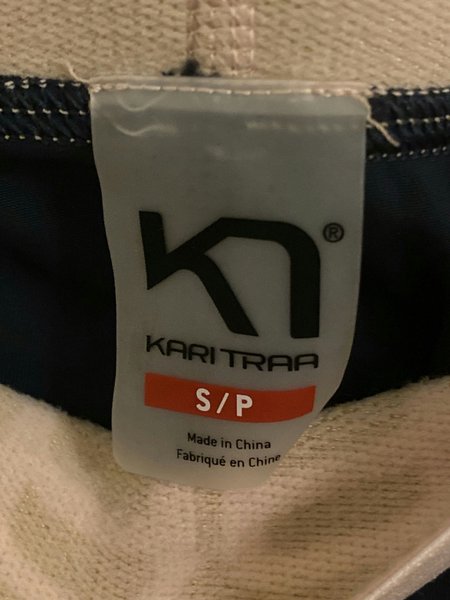 ®
KARI TRAA
S/P
Made in China
Fabriqué en Chine